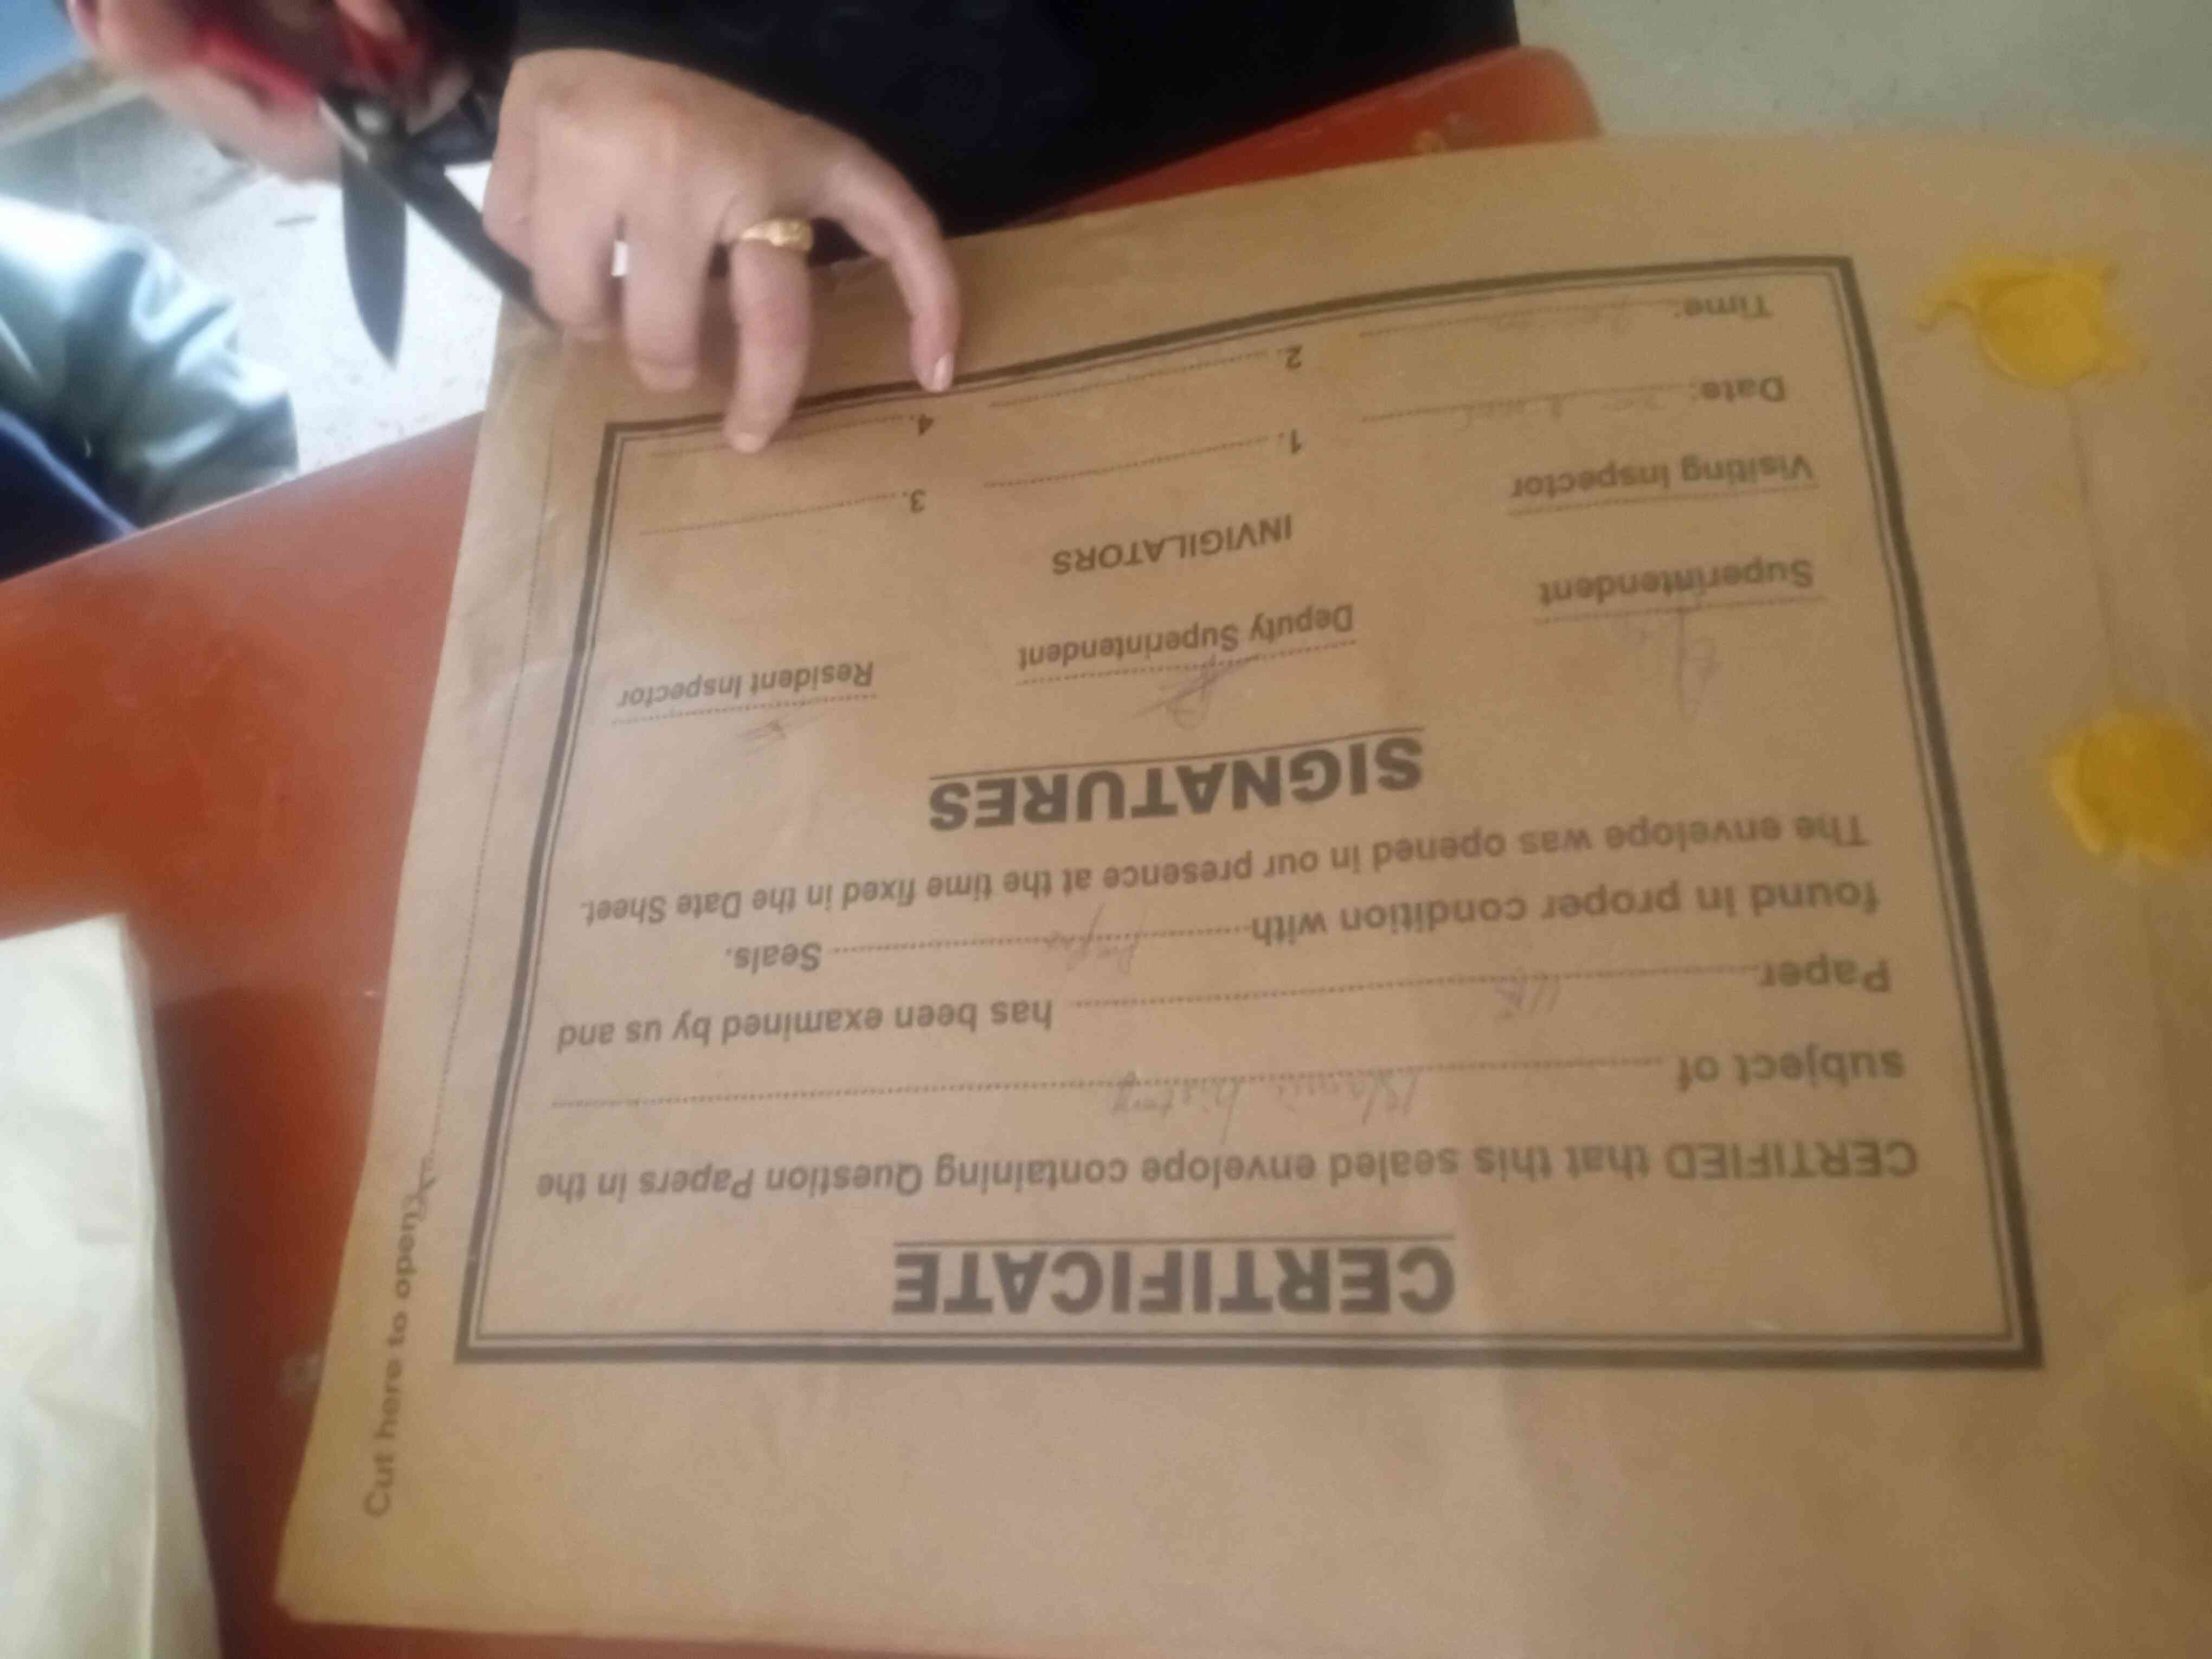 CERTIFICATE
CERTIFIED that this sealed envelope containing Question Papers in the
subject of Islamic history
Paper has been examined by us and
found in proper condition with Seals.
The envelope was opened in our presence at the time fixed in the Date Sheet.
SIGNATURES
Superintendent Deputy Superintendent Resident Inspector
Visiting Inspector INVIGILATORS
Date: 1. 3.
Time: 2. 4.
Cut here to open